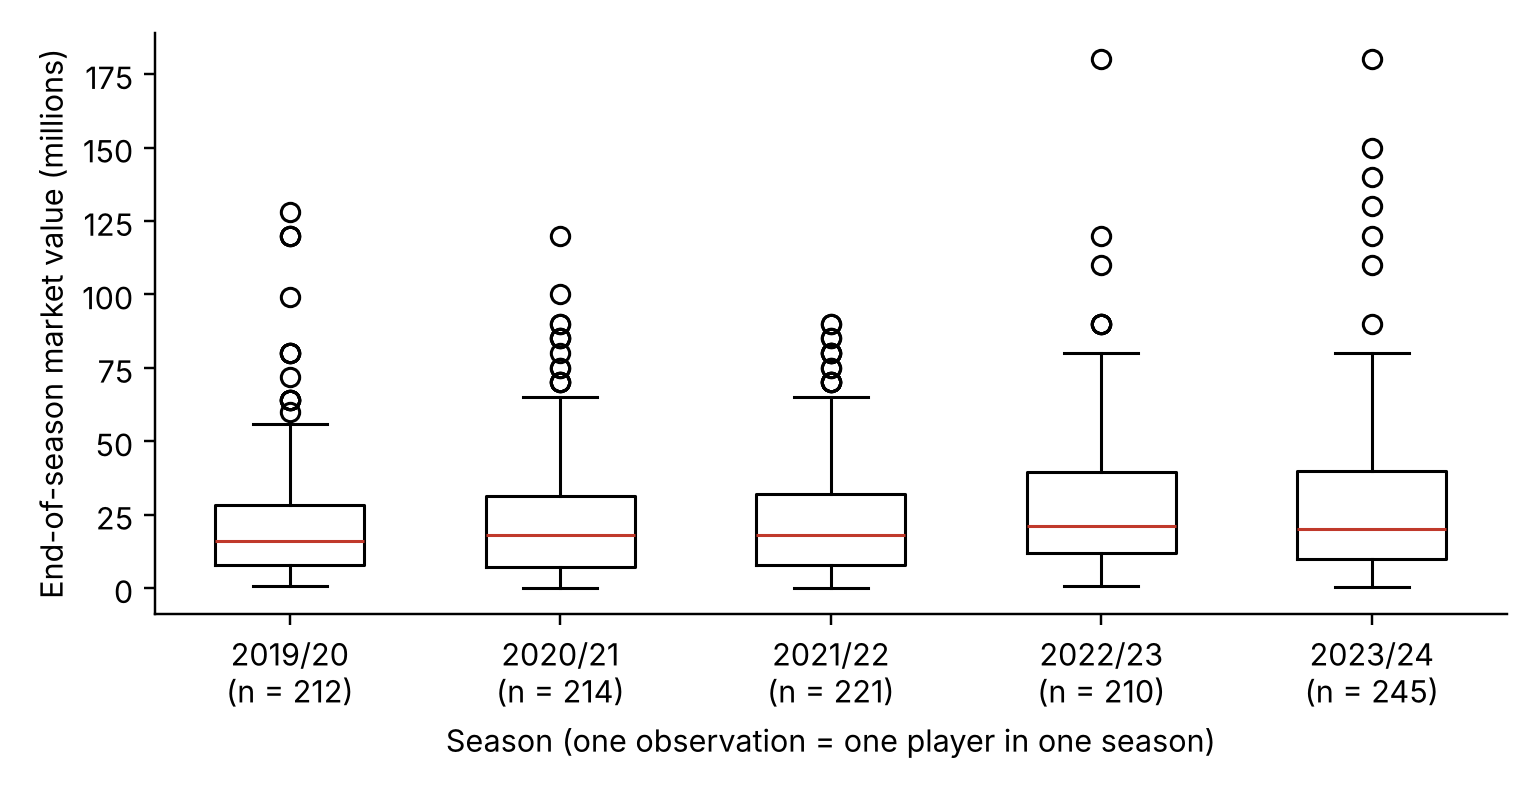 End-of-season market value (millions)
175
150
125
100
75
50
25
0
2019/20 2020/21 2021/22 2022/23 2023/24
(n = 212) (n = 214) (n = 221) (n = 210) (n = 245)
Season (one observation = one player in one season)